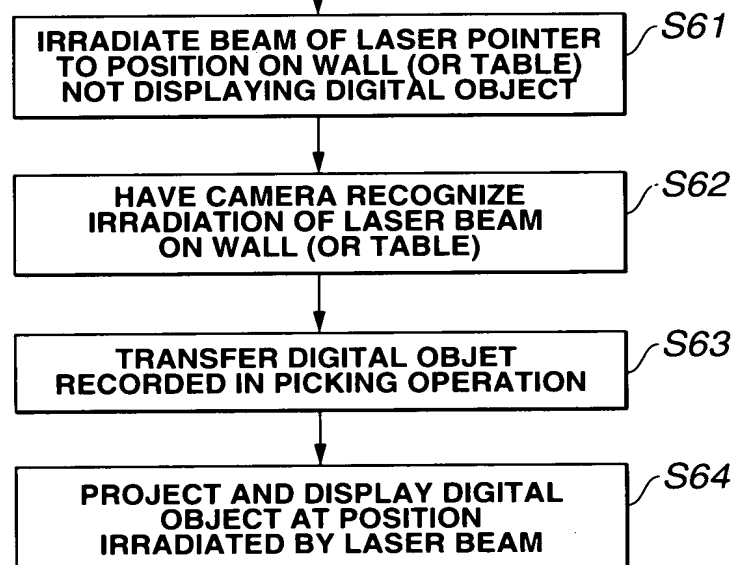 IRRADIATE BEAM OF LASER POINTER
TO POSITION ON WALL (OR TABLE)
NOT DISPLAYING DIGITAL OBJECT
S61
HAVE CAMERA RECOGNIZE
IRRADIATION OF LASER BEAM
ON WALL (OR TABLE)
S62
TRANSFER DIGITAL OBJET
RECORDED IN PICKING OPERATION
S63
PROJECT AND DISPLAY DIGITAL
OBJECT AT POSITION
IRRADIATED BY LASER BEAM
S64